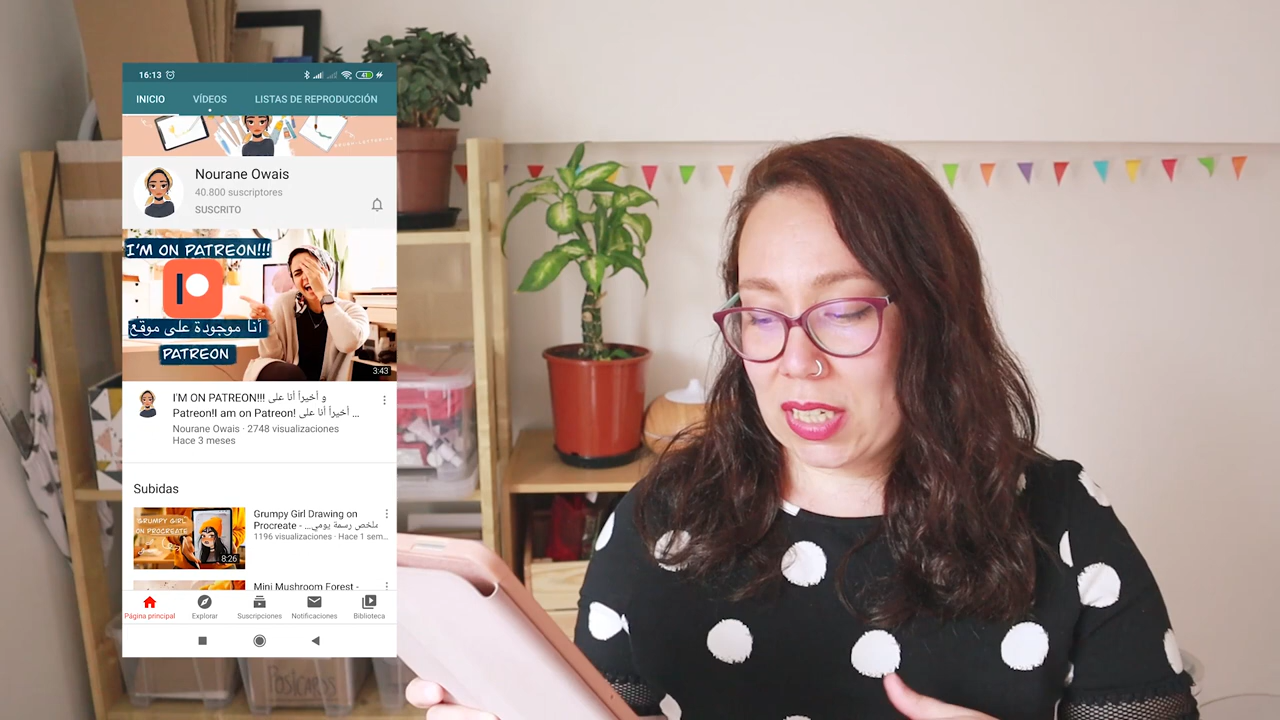 16:13
41
INICIO
VÍDEOS
LISTAS DE REPRODUCCIÓN
Nourane Owais
40.800 suscriptores
SUSCRITO
I'M ON PATREON!!!
أنا موجودة على موقع
PATREON
3:43
I'M ON PATREON!!! و أخيراً أنا على
Patreon!I am on Patreon! أخيراً أنا على ...
Nourane Owais · 2748 visualizaciones
Hace 3 meses
Subidas
GRUMPY GIRL
ON PROCREATE
8:26
Grumpy Girl Drawing on
Procreate - ...ملخص رسمة يومي
1196 visualizaciones · Hace 1 sem...
Mini Mushroom Forest -
Página principal
Explorar
Suscripciones
Notificaciones
Biblioteca
POSTCARDS